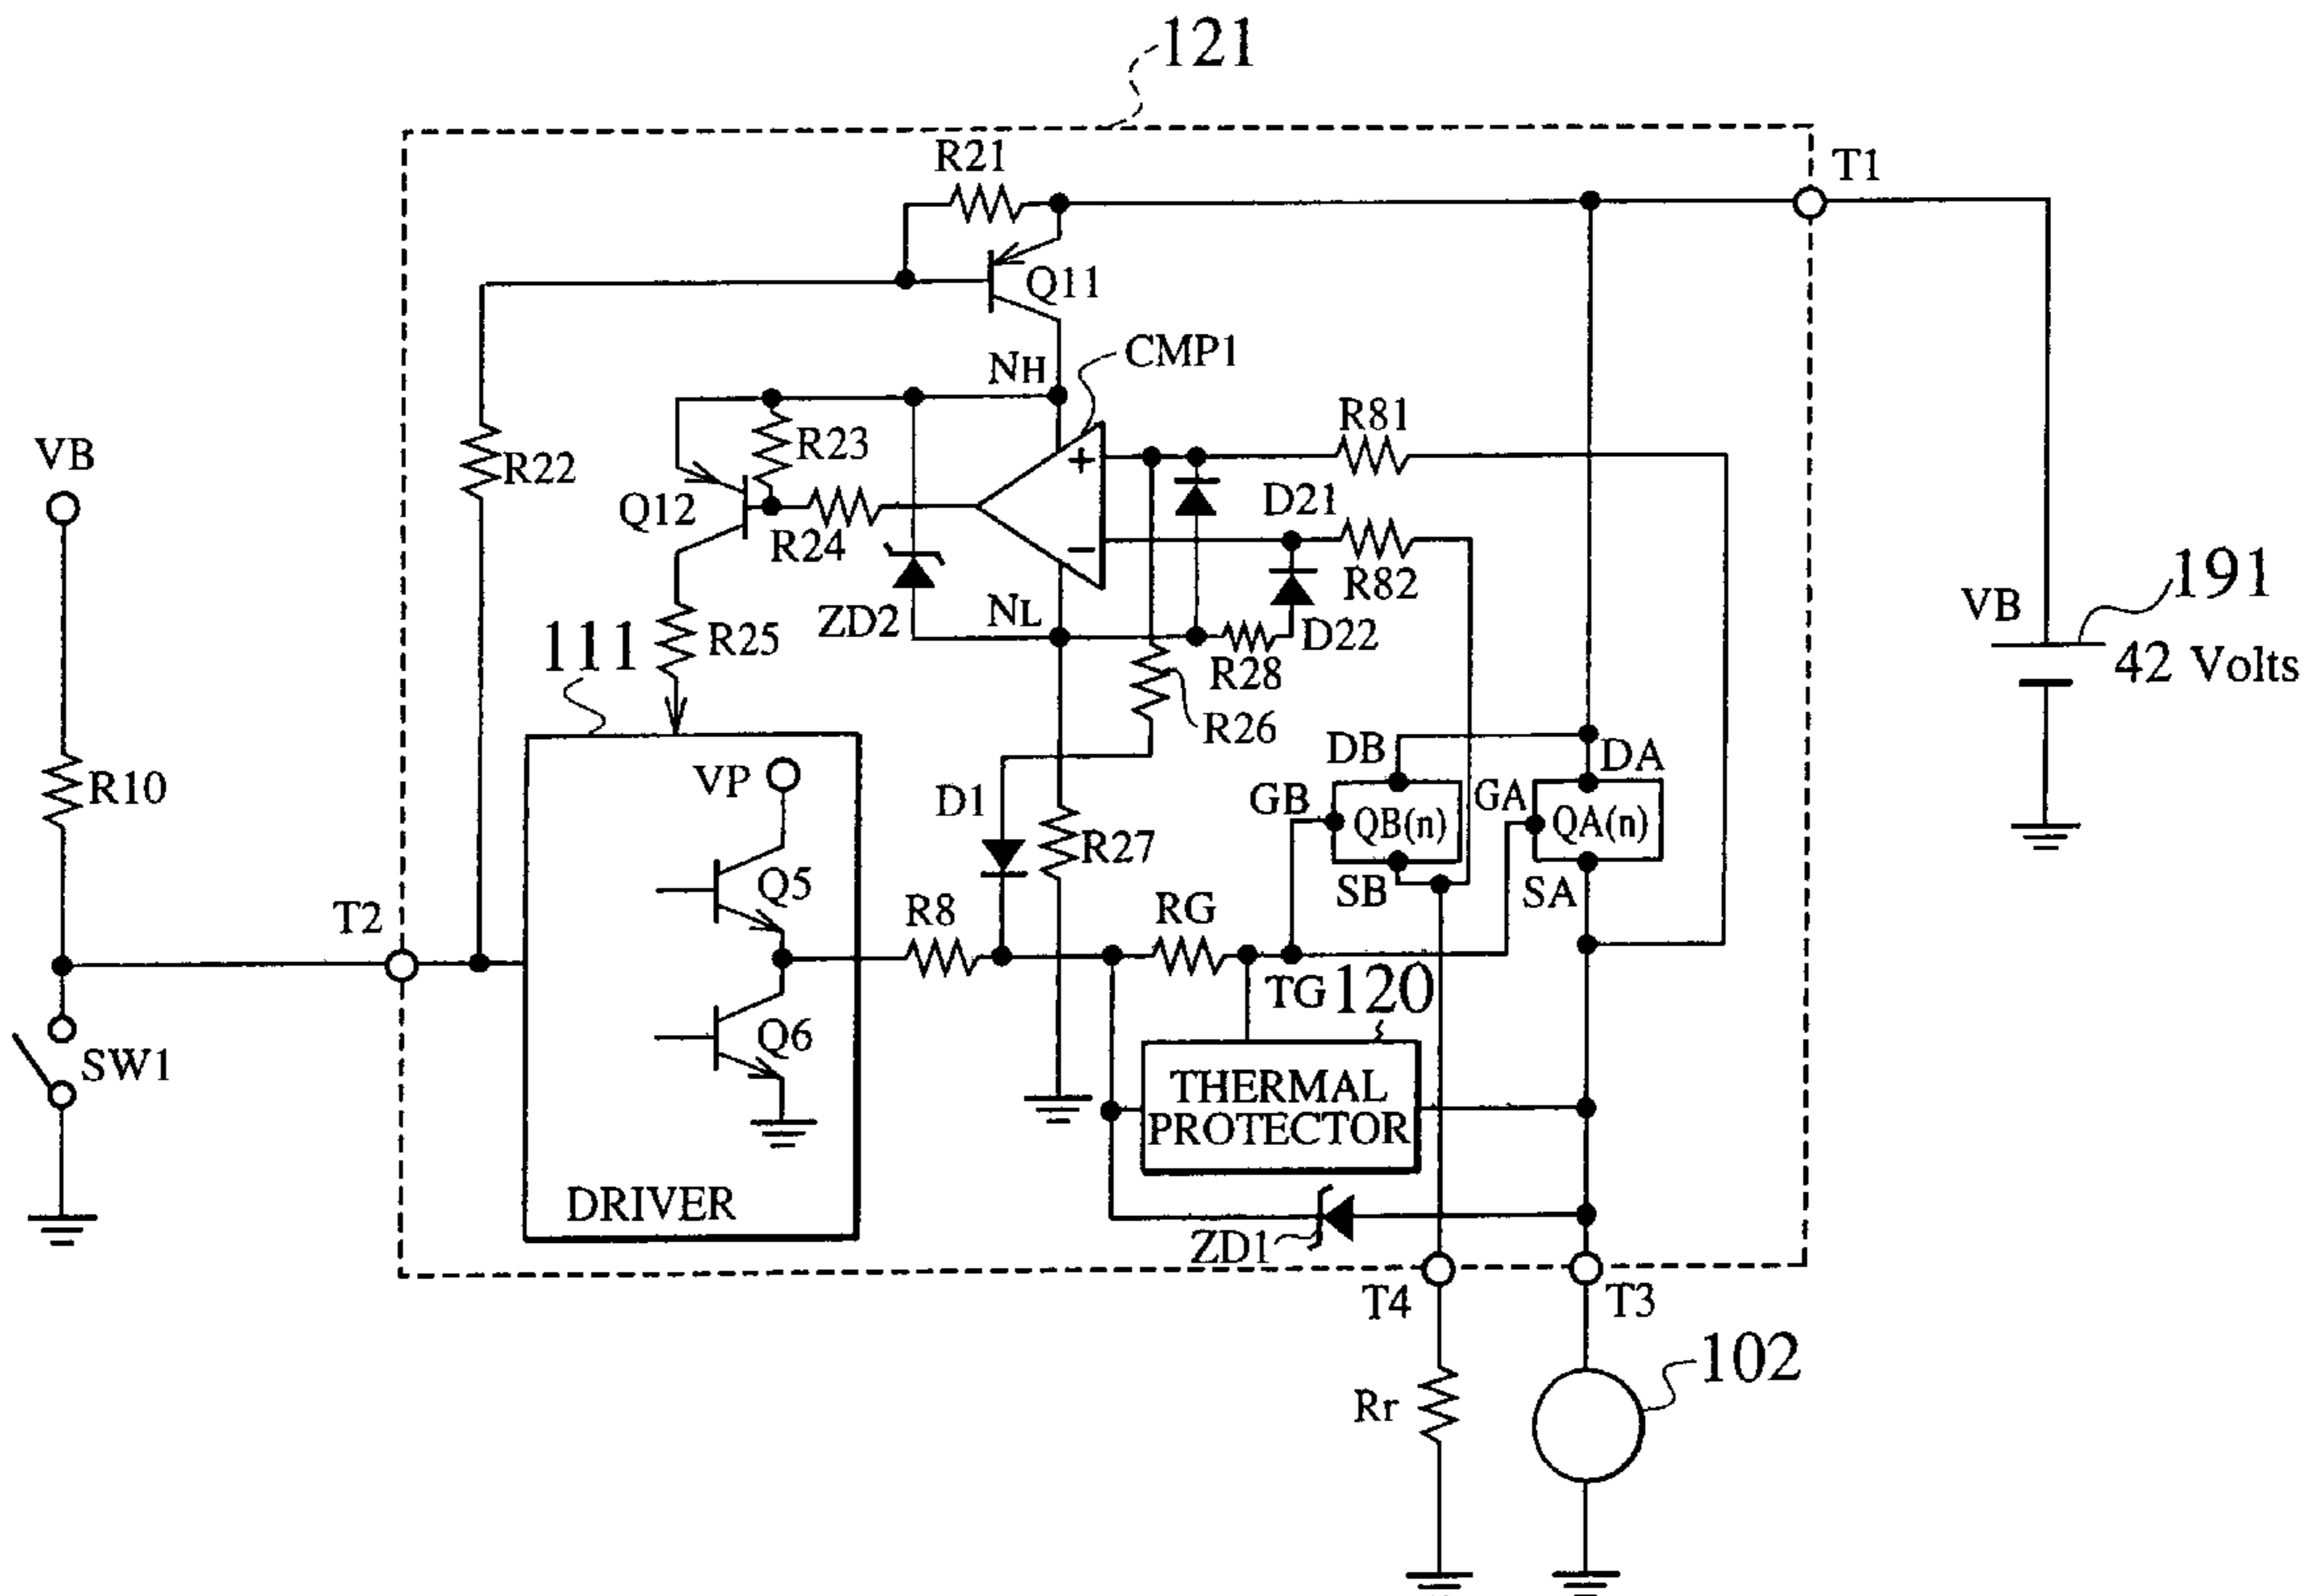 121
R21
T1
Q11
NH
CMP1
R81
VB
R22
R23
Q12
R24
D21
R82
191
VB
42 Volts
ZD2
NL
D22
R28
111
R25
R26
DB
DA
VP
R10
D1
GB
QB(n)
GA
QA(n)
R27
Q5
SB
SA
T2
R8
RG
TG
120
Q6
SW1
THERMAL
PROTECTOR
DRIVER
ZD1
T4
T3
102
Rr